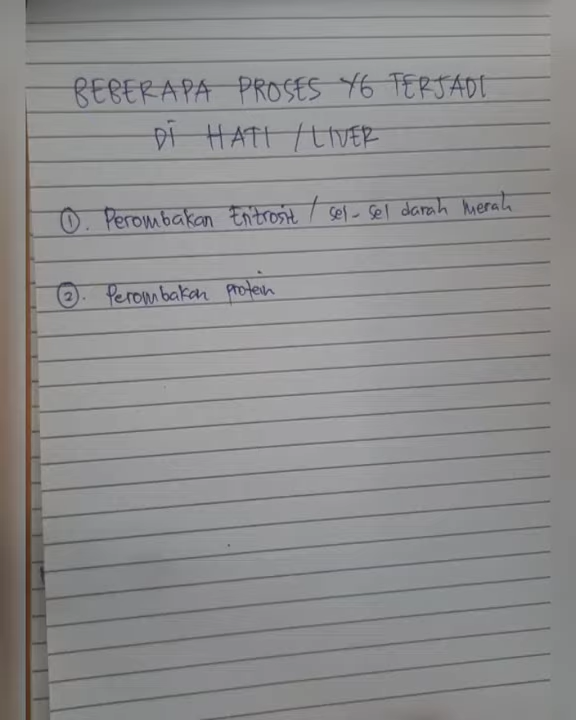 BEBERAPA PROSES YG TERJADI
DI HATI / LIVER
①. Perombakan Eritrosit / sel-sel darah merah
②. Perombakan protein